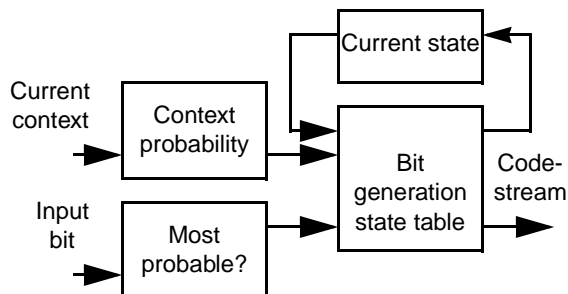 Current state
Current
context
Context
probability
Bit
generation
state table
Code-
stream
Input
bit
Most
probable?